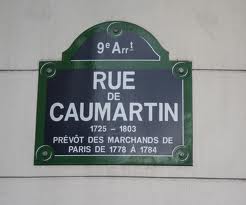 9e Arrt
RUE
DE
CAUMARTIN
1725 - 1803
PRÉVÔT DES MARCHANDS DE
PARIS DE 1778 À 1784